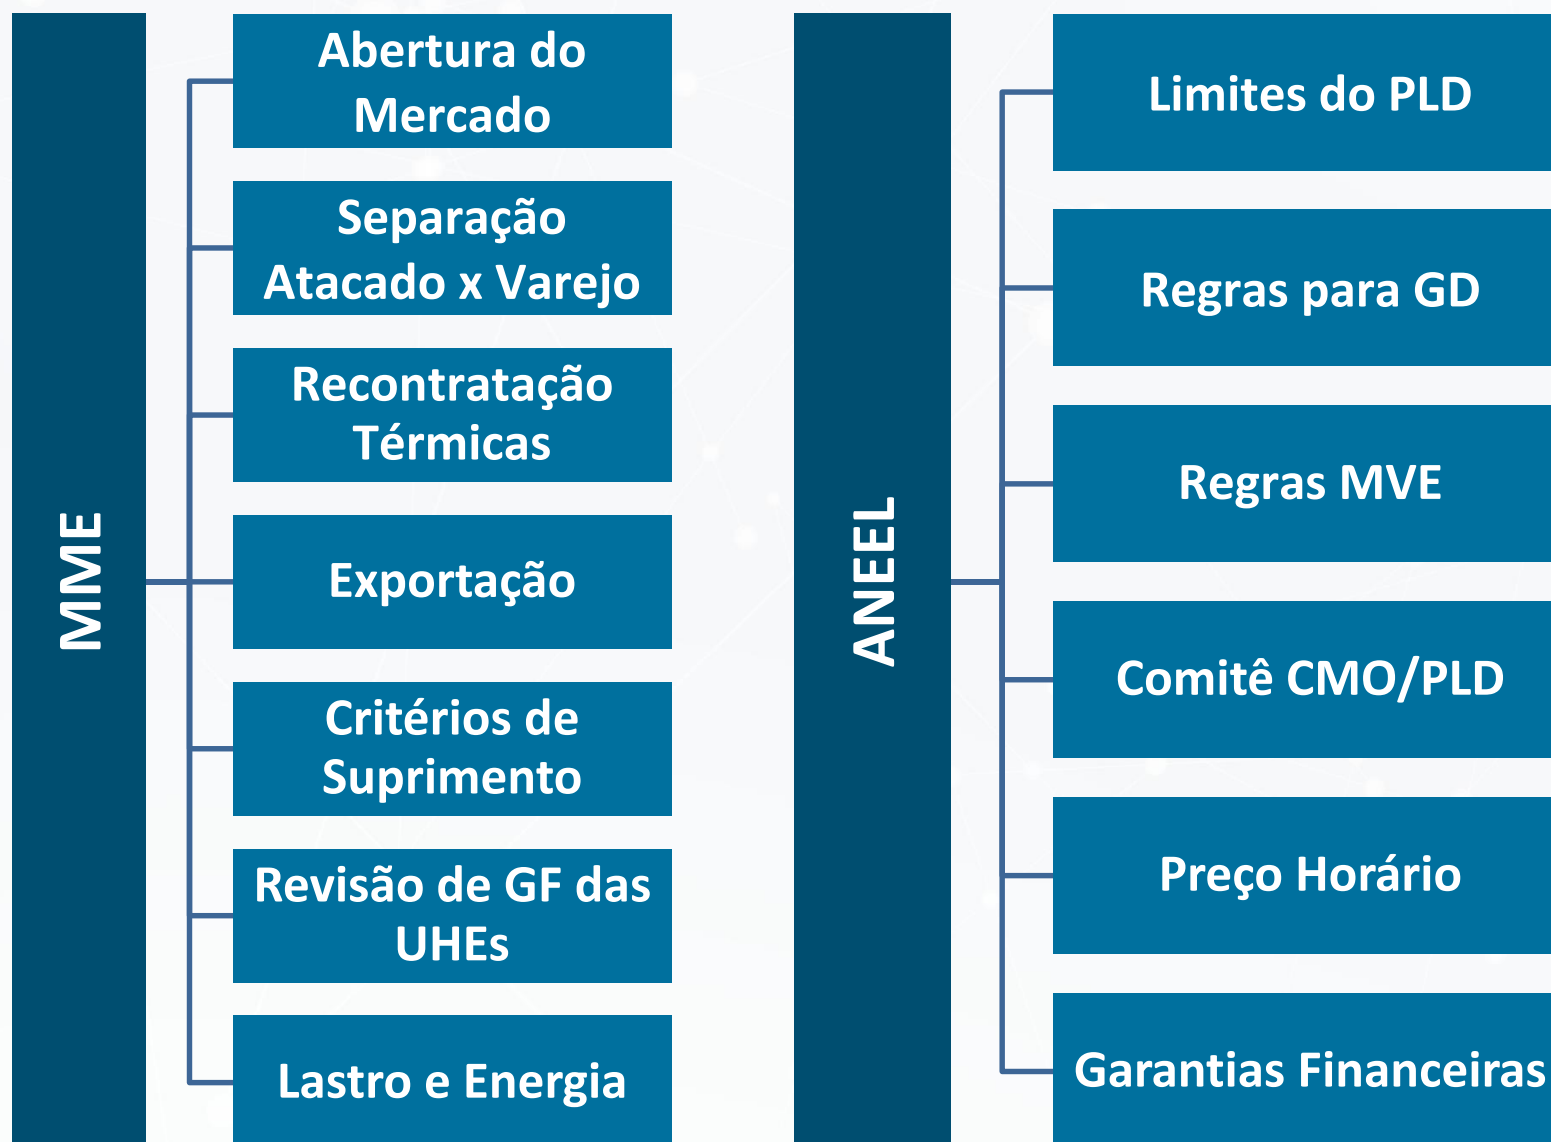 MME
Abertura do
Mercado
Separação
Atacado x Varejo
Recontratação
Térmicas
Exportação
Critérios de
Suprimento
Revisão de GF das
UHEs
Lastro e Energia
ANEEL
Limites do PLD
Regras para GD
Regras MVE
Comitê CMO/PLD
Preço Horário
Garantias Financeiras